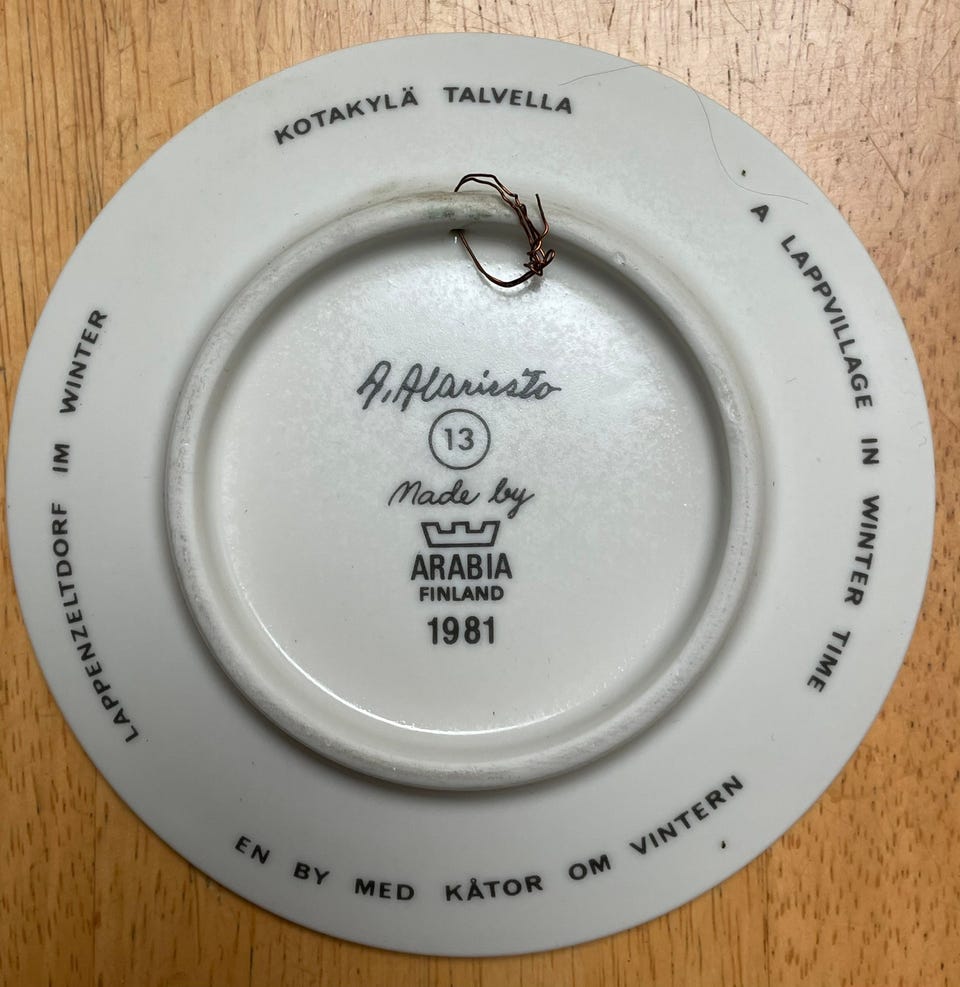 KOTAKYLÄ TALVELLA
A LAPPVILLAGE IN WINTER TIME
EN BY MED KÅTOR OM VINTERN
LAPPENZELTDORF IM WINTER
A. Alariesto
13
Made by
ARABIA
FINLAND
1981